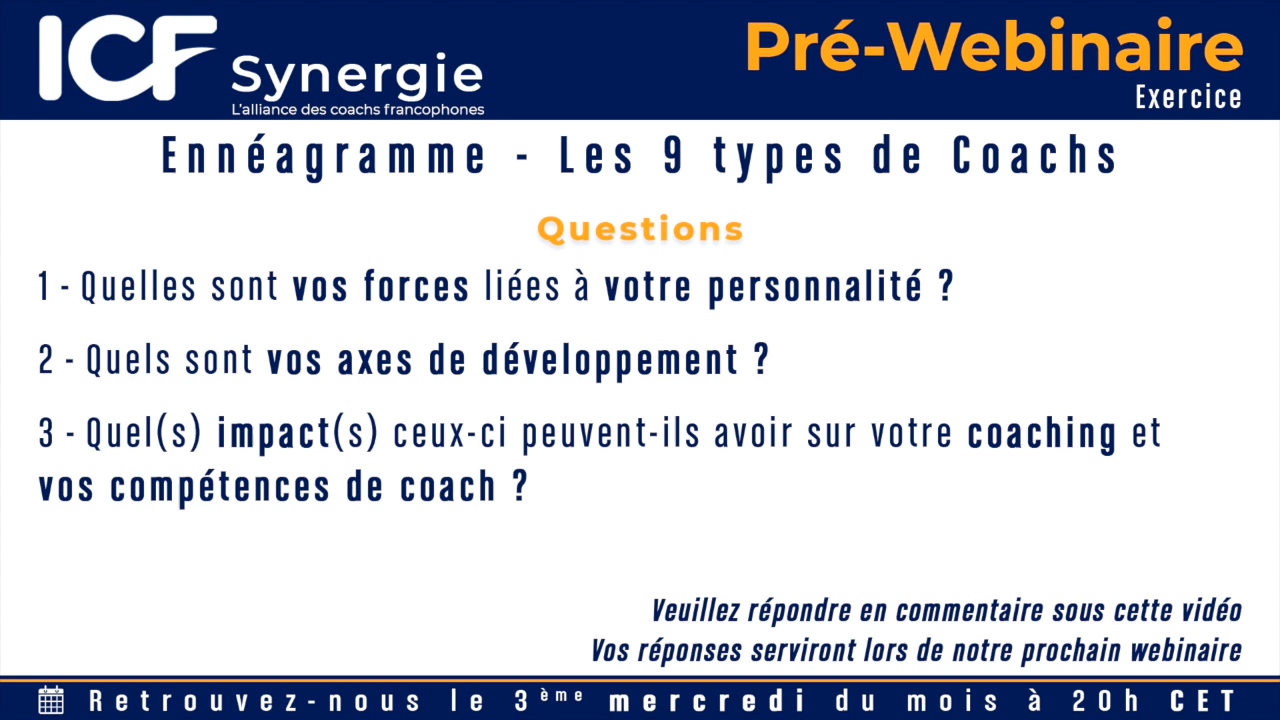 ICF Synergie
L'alliance des coachs francophones
Pré-Webinaire
Exercice
Ennéagramme - Les 9 types de Coachs
Questions
1 - Quelles sont vos forces liées à votre personnalité ?
2 - Quels sont vos axes de développement ?
3 - Quel(s) impact(s) ceux-ci peuvent-ils avoir sur votre coaching et
vos compétences de coach ?
Veuillez répondre en commentaire sous cette vidéo
Vos réponses serviront lors de notre prochain webinaire
Retrouvez-nous le 3ème mercredi du mois à 20h CET